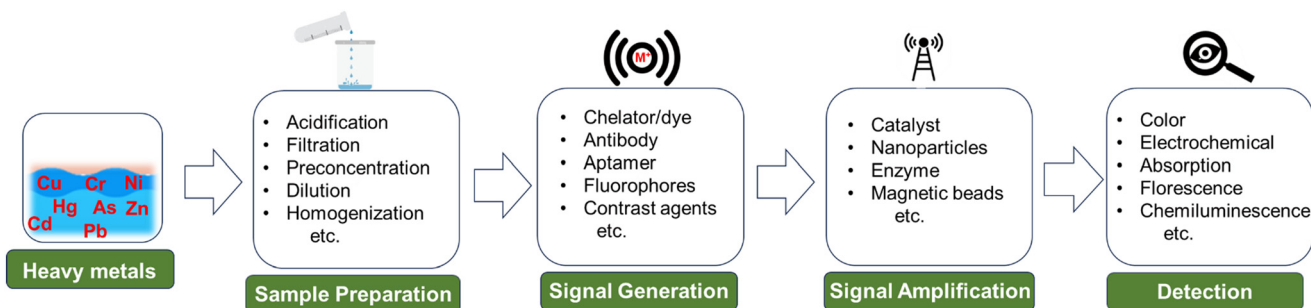 Cu Cr Ni
Hg As Zn
Cd
Pb
Heavy metals
• Acidification
• Filtration
• Preconcentration
• Dilution
• Homogenization
etc.
Sample Preparation
M⁺
• Chelator/dye
• Antibody
• Aptamer
• Fluorophores
• Contrast agents
etc.
Signal Generation
• Catalyst
• Nanoparticles
• Enzyme
• Magnetic beads
etc.
Signal Amplification
• Color
• Electrochemical
• Absorption
• Florescence
• Chemiluminescence
etc.
Detection